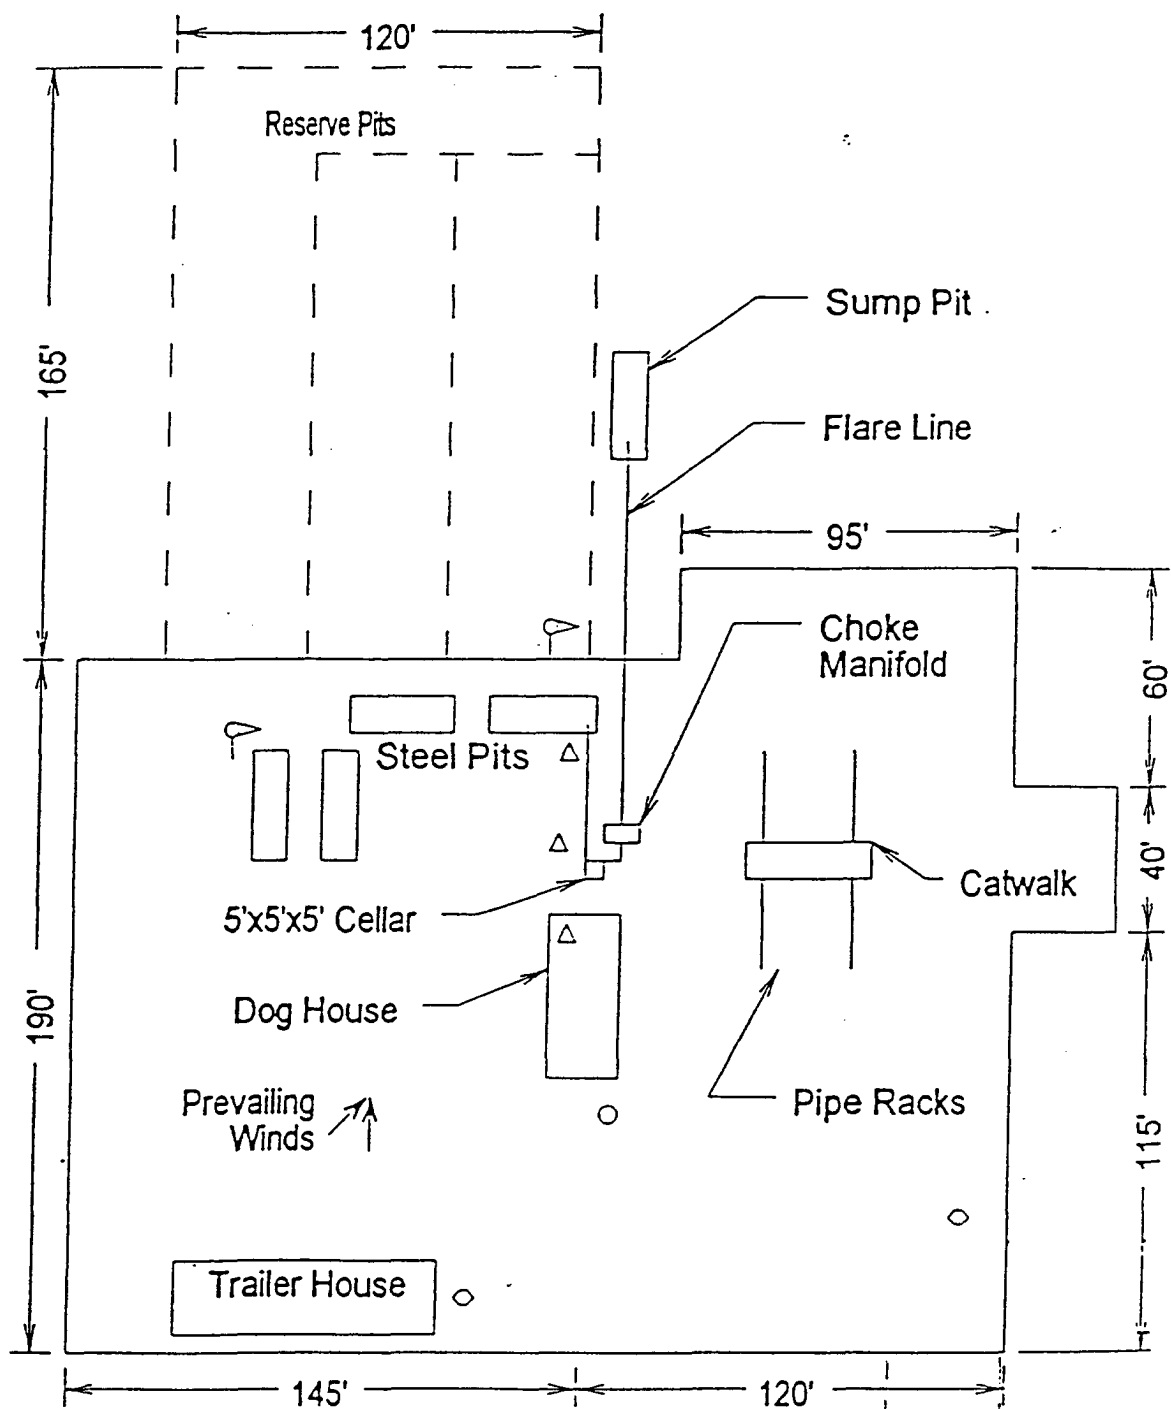 120'
Reserve Pits
165'
Sump Pit
Flare Line
95'
Choke
Manifold
60'
Steel Pits
40'
Catwalk
5'x5'x5' Cellar
Dog House
190'
Prevailing
Winds
Pipe Racks
115'
Trailer House
145'
120'